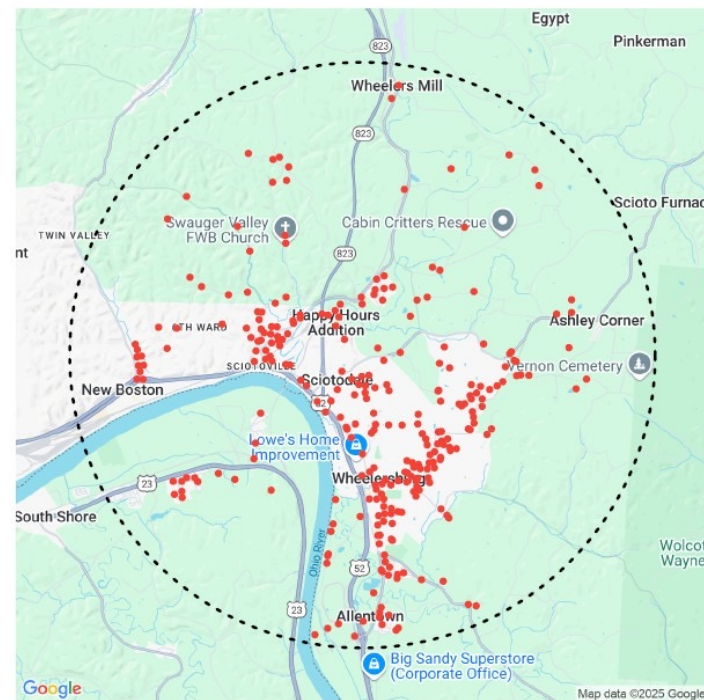 Egypt
Pinkerman
823
Wheelers Mill
823
Scioto Furnac
Swauger Valley
FWB Church
Cabin Critters Rescue
TWIN VALLEY
nt
823
Happy Hours
Addition
Ashley Corner
6TH WARD
SCIOTOVILLE
Vernon Cemetery
Sciotodale
New Boston
52
Lowe's Home
Improvement
Wheelersburg
23
South Shore
Ohio River
Wolcot
Wayne
52
23
Allentown
Big Sandy Superstore
(Corporate Office)
Google
Map data ©2025 Google